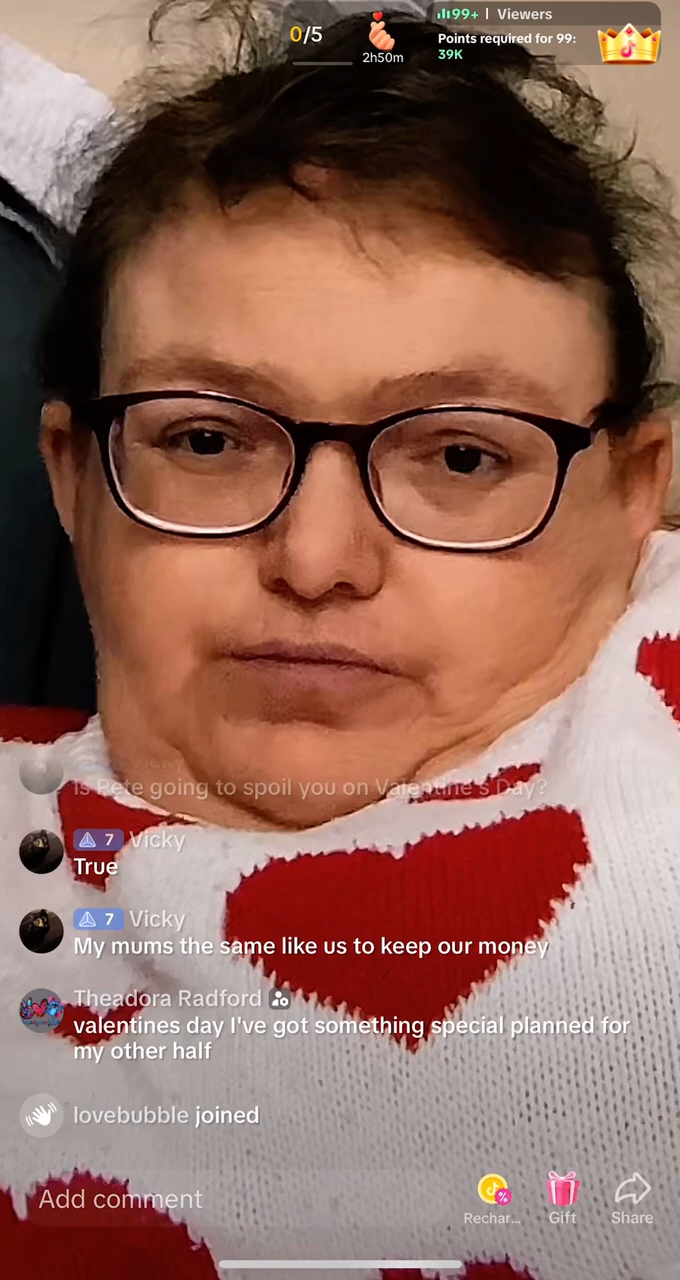 0/5
2h50m
99+ | Viewers
Points required for 99:
39K
Vicky
Is Pete going to spoil you on Valentine's Day?
7 Vicky
True
7 Vicky
My mums the same like us to keep our money
Theadora Radford
valentines day I've got something special planned for
my other half
lovebubble joined
Add comment
Rechar...
Gift
Share